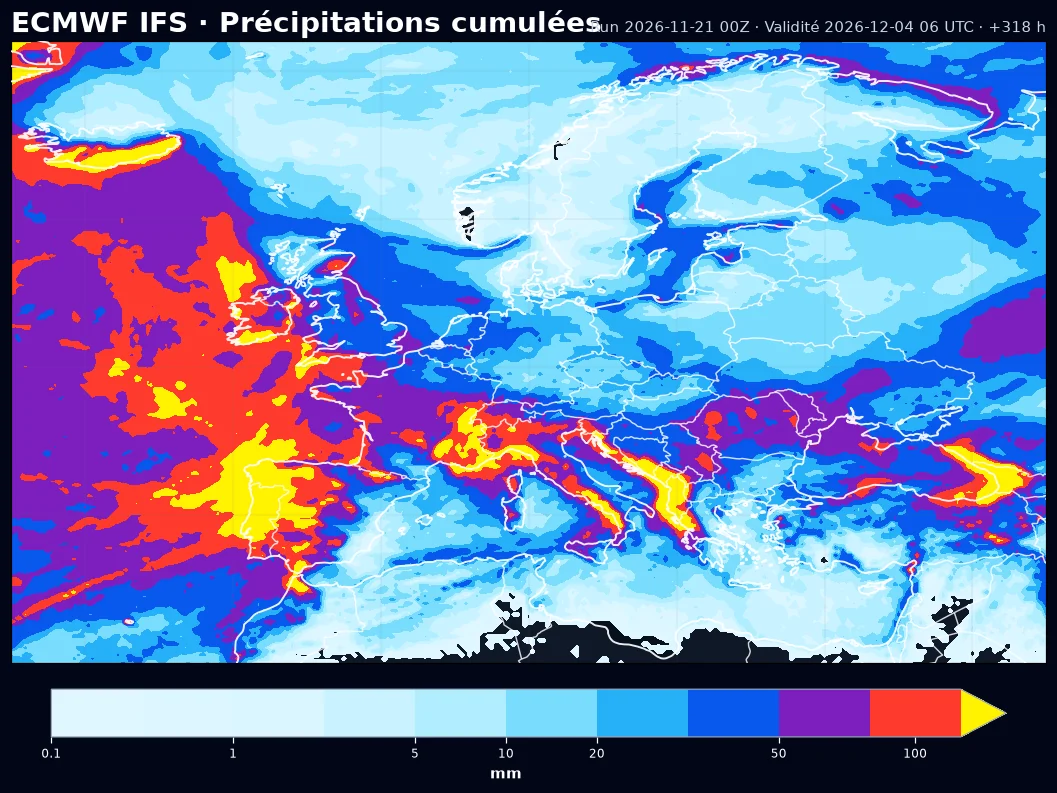 ECMWF IFS · Précipitations cumulées
Run 2026-11-21 00Z · Validité 2026-12-04 06 UTC · +318 h
0.1 1 5 10 20 50 100
mm